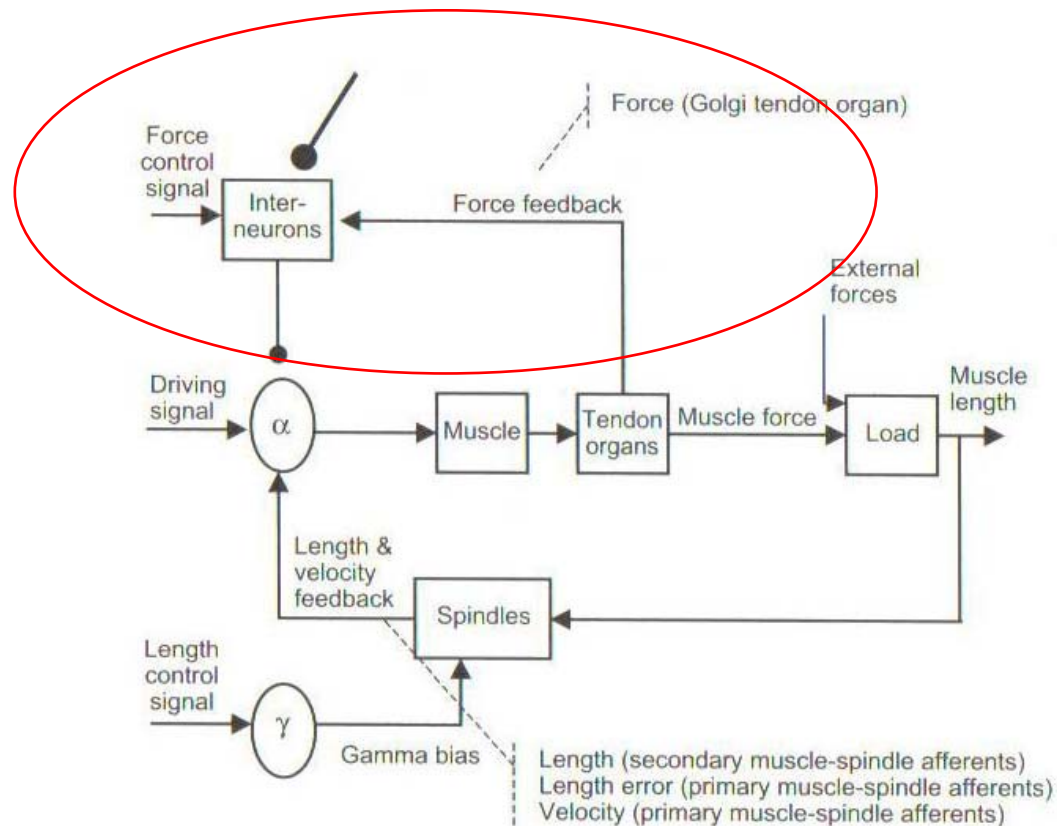 Force (Golgi tendon organ)
Force
control
signal
Inter-
neurons
Force feedback
External
forces
Driving
signal
α
Muscle
Tendon
organs
Muscle force
Load
Muscle
length
Length &
velocity
feedback
Spindles
Length
control
signal
γ
Gamma bias
Length (secondary muscle-spindle afferents)
Length error (primary muscle-spindle afferents)
Velocity (primary muscle-spindle afferents)